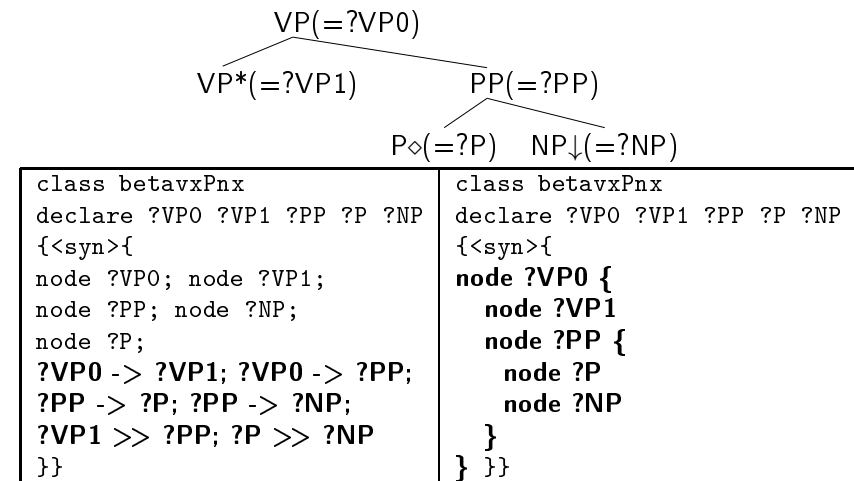 VP(=?VP0)
VP*(=?VP1) PP(=?PP)
P⋄(=?P) NP↓(=?NP)
class betavxPnx
declare ?VP0 ?VP1 ?PP ?P ?NP
{<syn>{
node ?VP0; node ?VP1;
node ?PP; node ?NP;
node ?P;
?VP0 -> ?VP1; ?VP0 -> ?PP;
?PP -> ?P; ?PP -> ?NP;
?VP1 >> ?PP; ?P >> ?NP
}}
class betavxPnx
declare ?VP0 ?VP1 ?PP ?P ?NP
{<syn>{
node ?VP0 {
node ?VP1
node ?PP {
node ?P
node ?NP
}
} }}